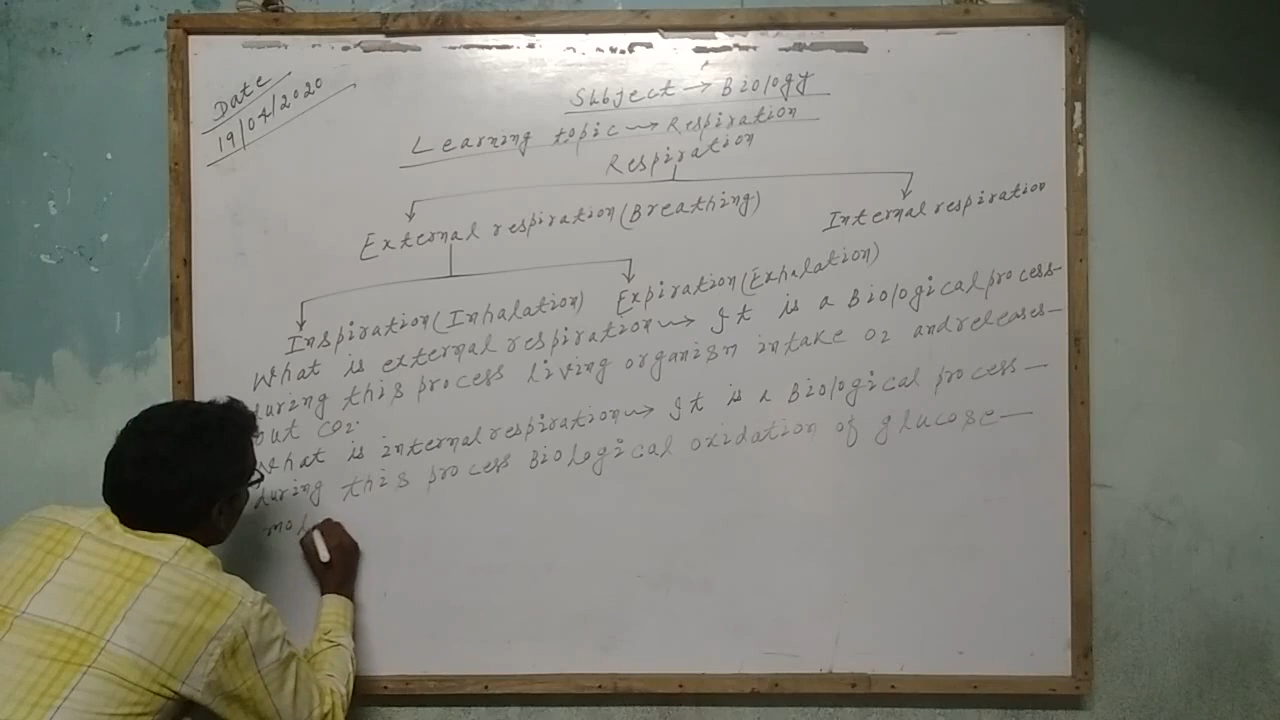 Date
19/04/2020
Subject → Biology
Learning topic → Respiration
Respiration
External respiration (Breathing)
Internal respiration
Inspiration (Inhalation)
Expiration (Exhalation)
What is external respiration → It is a Biological process-
during this process living organism intake O2 and releases-
out CO2.
What is internal respiration → It is a Biological process-
during this process Biological oxidation of glucose-
mol